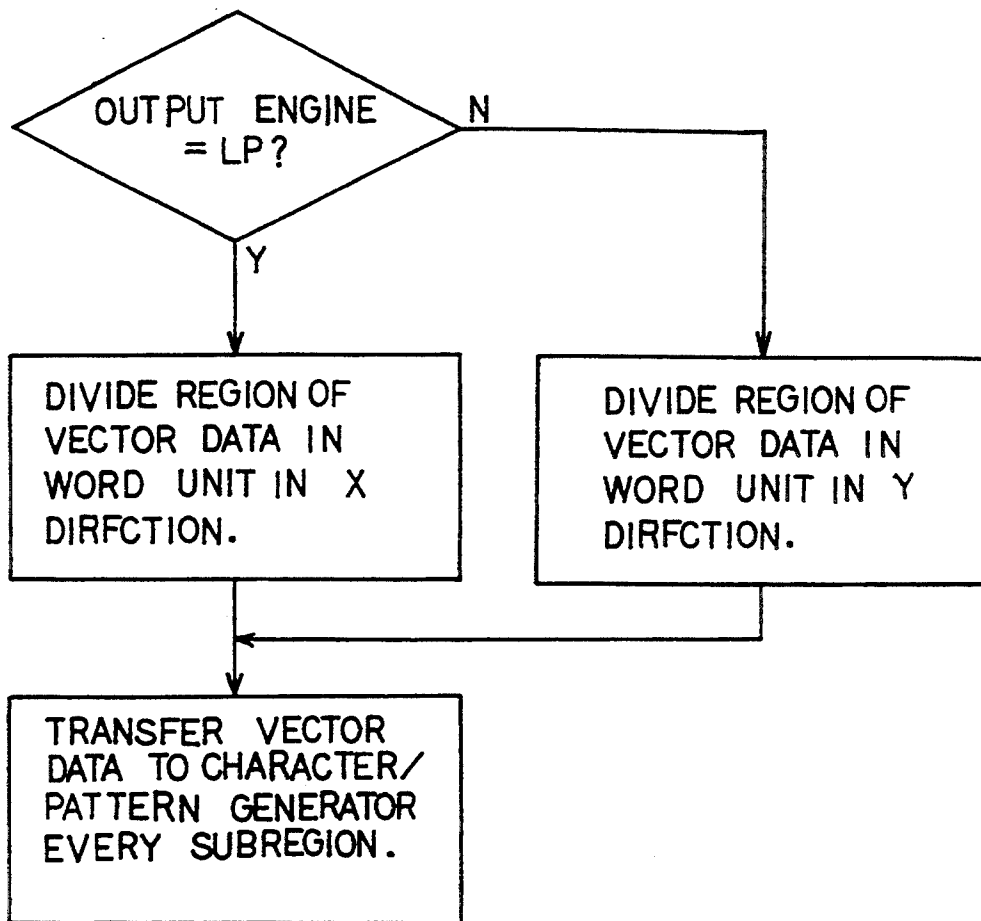 OUTPUT ENGINE
= LP?
N
Y
DIVIDE REGION OF
VECTOR DATA IN
WORD UNIT IN X
DIRFCTION.
DIVIDE REGION OF
VECTOR DATA IN
WORD UNIT IN Y
DIRFCTION.
TRANSFER VECTOR
DATA TO CHARACTER/
PATTERN GENERATOR
EVERY SUBREGION.